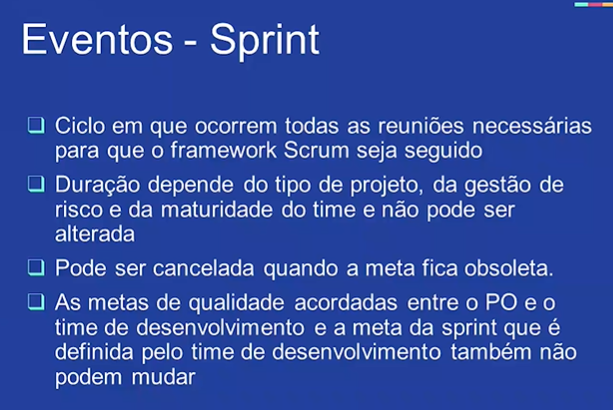 Eventos - Sprint
Ciclo em que ocorrem todas as reuniões necessárias
para que o framework Scrum seja seguido
Duração depende do tipo de projeto, da gestão de
risco e da maturidade do time e não pode ser
alterada
Pode ser cancelada quando a meta fica obsoleta.
As metas de qualidade acordadas entre o PO e o
time de desenvolvimento e a meta da sprint que é
definida pelo time de desenvolvimento também não
podem mudar